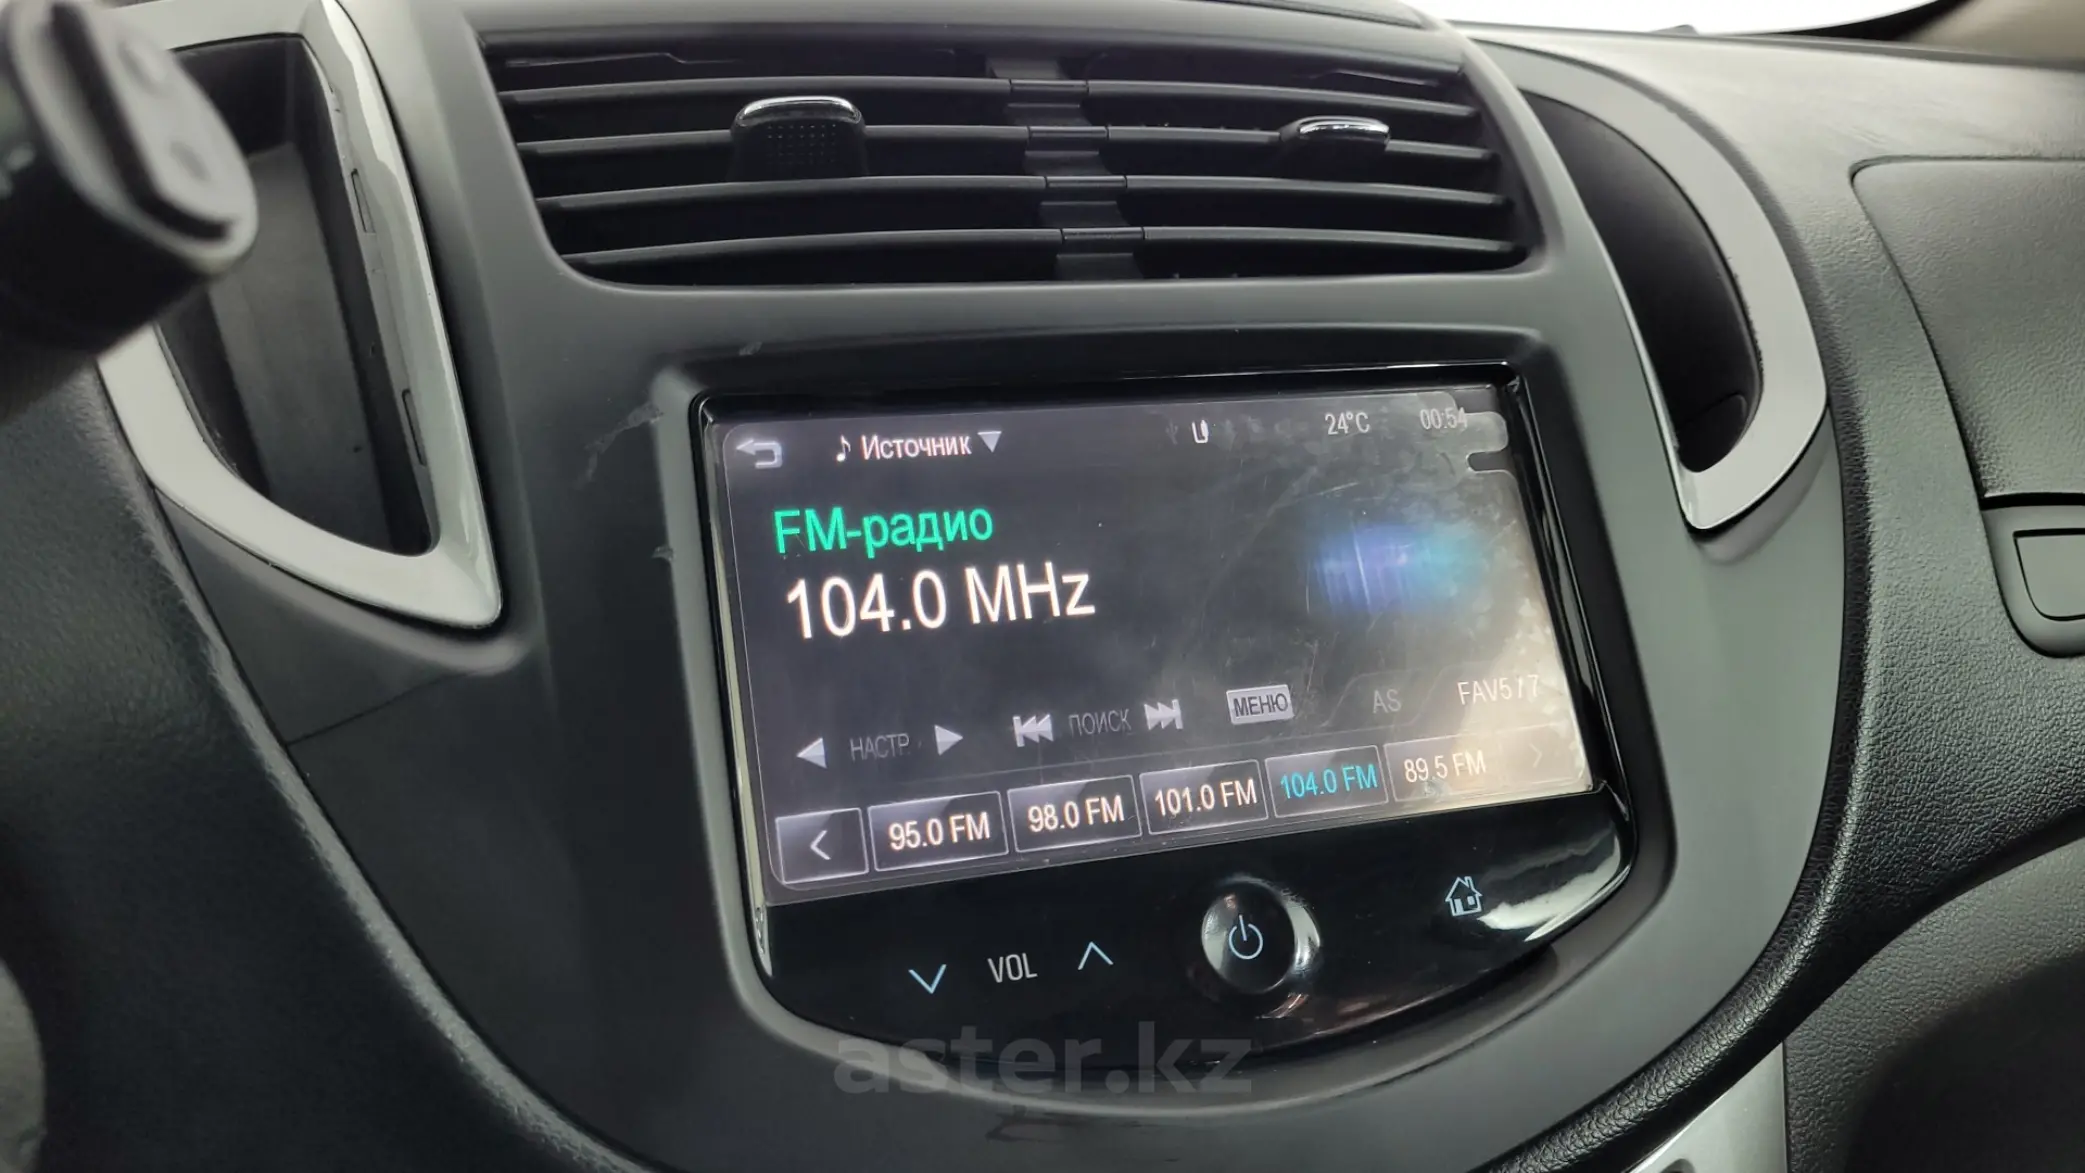 Источник 24°C 00:54
FM-радио
104.0 MHz
НАСТР. ПОИСК МЕНЮ AS FAV5/7
95.0 FM 98.0 FM 101.0 FM 104.0 FM 89.5 FM
VOL
aster.kz